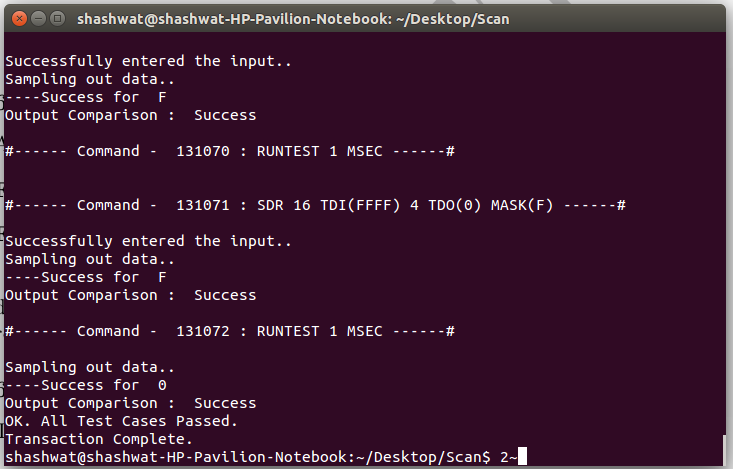 shashwat@shashwat-HP-Pavilion-Notebook: ~/Desktop/Scan
Successfully entered the input..
Sampling out data..
----Success for  F
Output Comparison :  Success
#------ Command -  131070 : RUNTEST 1 MSEC ------#
#------ Command -  131071 : SDR 16 TDI(FFFF) 4 TDO(0) MASK(F) ------#
Successfully entered the input..
Sampling out data..
----Success for  F
Output Comparison :  Success
#------ Command -  131072 : RUNTEST 1 MSEC ------#
Sampling out data..
----Success for  0
Output Comparison :  Success
OK. All Test Cases Passed.
Transaction Complete.
shashwat@shashwat-HP-Pavilion-Notebook:~/Desktop/Scan$ 2~